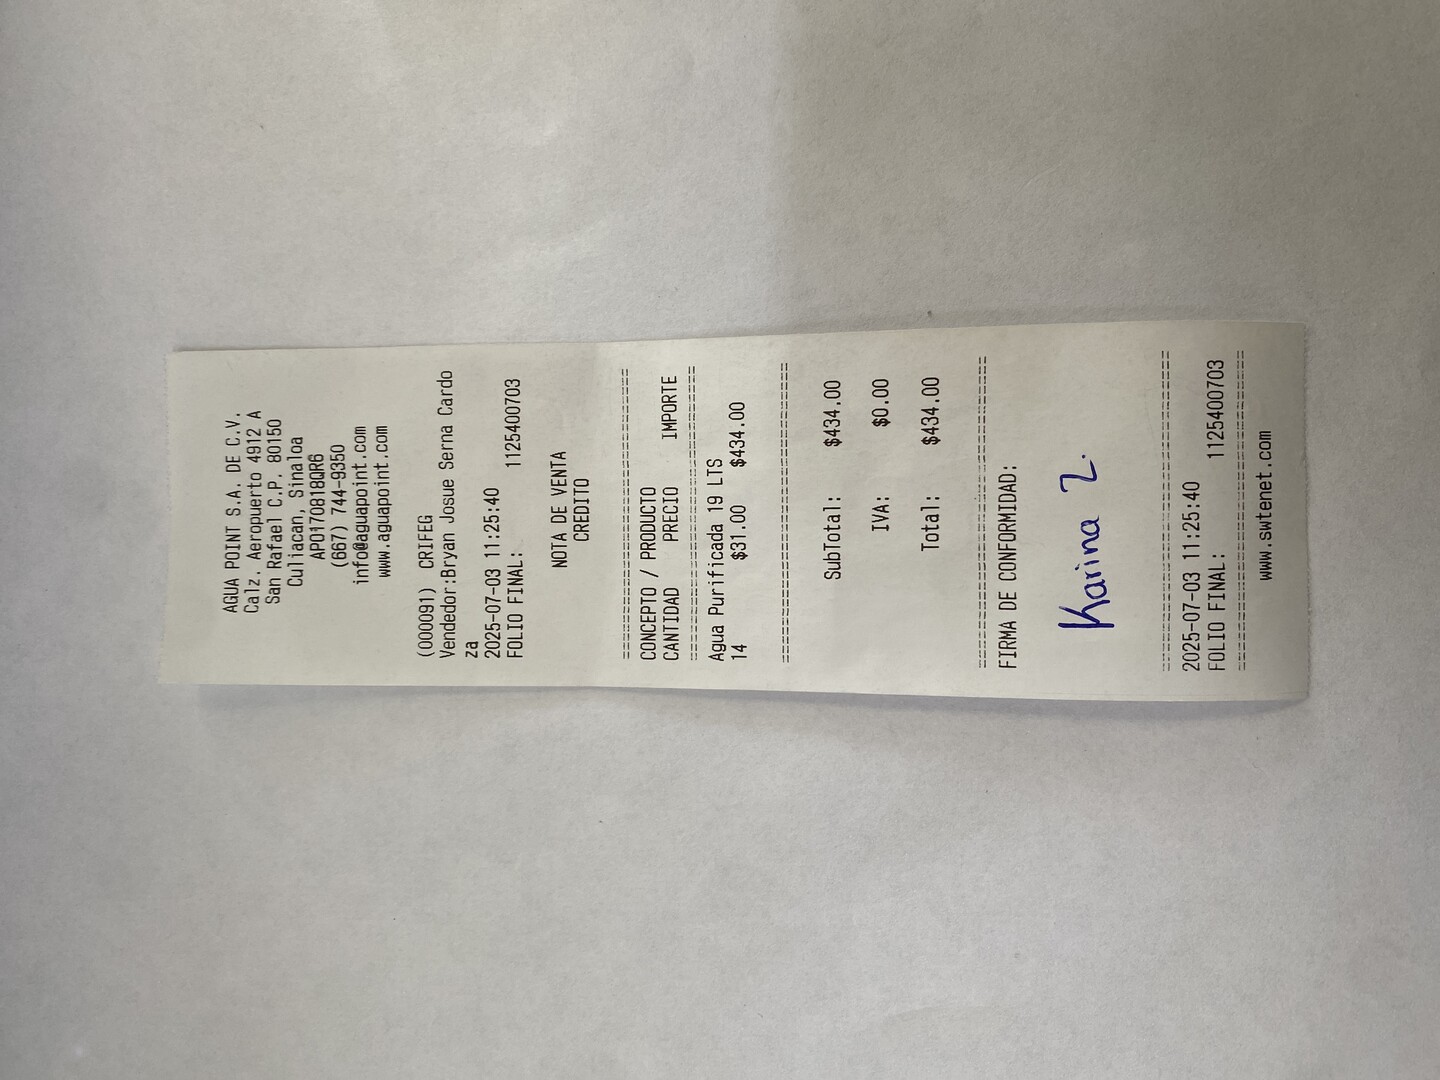 AGUA POINT S.A. DE C.V.
Calz. Aeropuerto 4912 A
San Rafael C.P. 80150
Culiacan, Sinaloa
APO170818QR6
(667) 744-9350
info@aguapoint.com
www.aguapoint.com
(000091) CRIFEG
Vendedor:Bryan Josue Serna Cardo
za
2025-07-03 11:25:40
FOLIO FINAL: 1125400703
NOTA DE VENTA
CREDITO
================================
CONCEPTO / PRODUCTO
CANTIDAD PRECIO IMPORTE
================================
Agua Purificada 19 LTS
14 $31.00 $434.00
================================
SubTotal: $434.00
IVA: $0.00
Total: $434.00
================================
FIRMA DE CONFORMIDAD:
Karina Z.
================================
2025-07-03 11:25:40
FOLIO FINAL: 1125400703
================================
www.swtenet.com